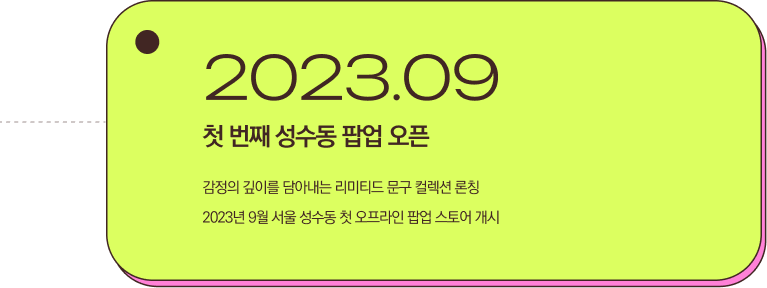 2023.09
첫 번째 성수동 팝업 오픈
감정의 깊이를 담아내는 리미티드 문구 컬렉션 론칭
2023년 9월 서울 성수동 첫 오프라인 팝업 스토어 개시